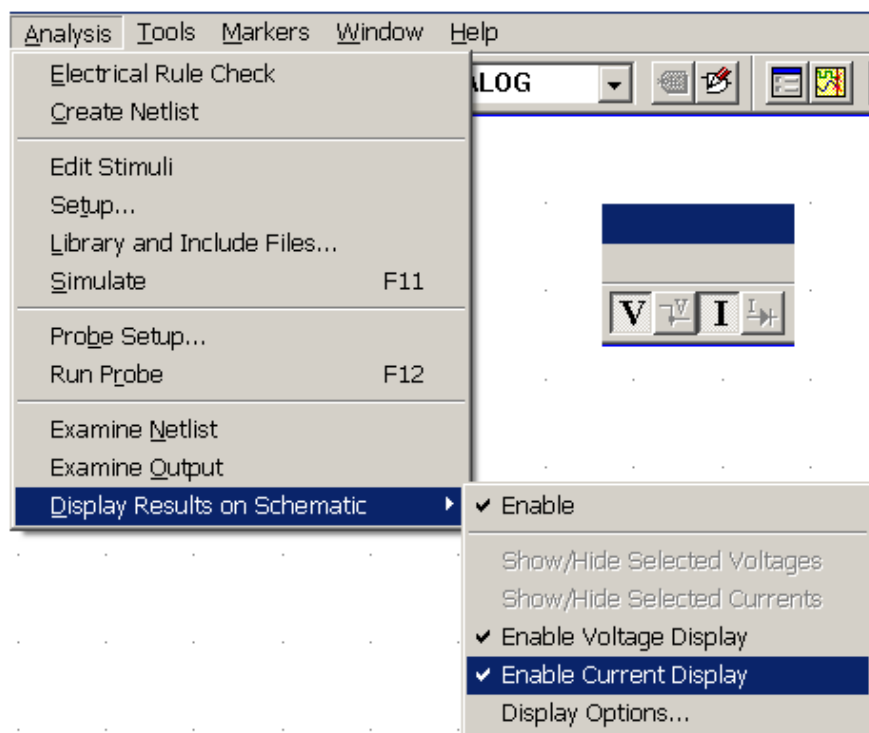 Analysis Tools Markers Window Help
ALOG
Electrical Rule Check
Create Netlist
Edit Stimuli
Setup...
Library and Include Files...
Simulate F11
V V I I
Probe Setup...
Run Probe F12
Examine Netlist
Examine Output
Display Results on Schematic
Enable
Show/Hide Selected Voltages
Show/Hide Selected Currents
Enable Voltage Display
Enable Current Display
Display Options...